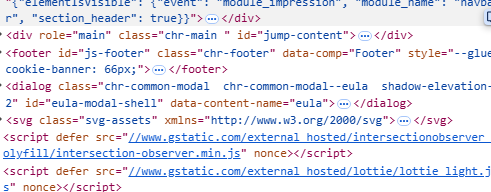 "{"elementIsVisible": {"event": "module_impression", "module_name": "navba
r", "section_header": true}}"> … </div>
<div role="main" class="chr-main " id="jump-content"> … </div>
<footer id="js-footer" class="chr-footer" data-comp="Footer" style="--glue-
cookie-banner: 66px;"> … </footer>
<dialog class="chr-common-modal  chr-common-modal--eula  shadow-elevation-
2" id="eula-modal-shell" data-content-name="eula"> … </dialog>
<svg class="svg-assets" xmlns="http://www.w3.org/2000/svg"> … </svg>
<script defer src="//www.gstatic.com/external_hosted/intersectionobserver_
olyfill/intersection-observer.min.js" nonce></script>
<script defer src="//www.gstatic.com/external_hosted/lottie/lottie_light.j
s" nonce></script>